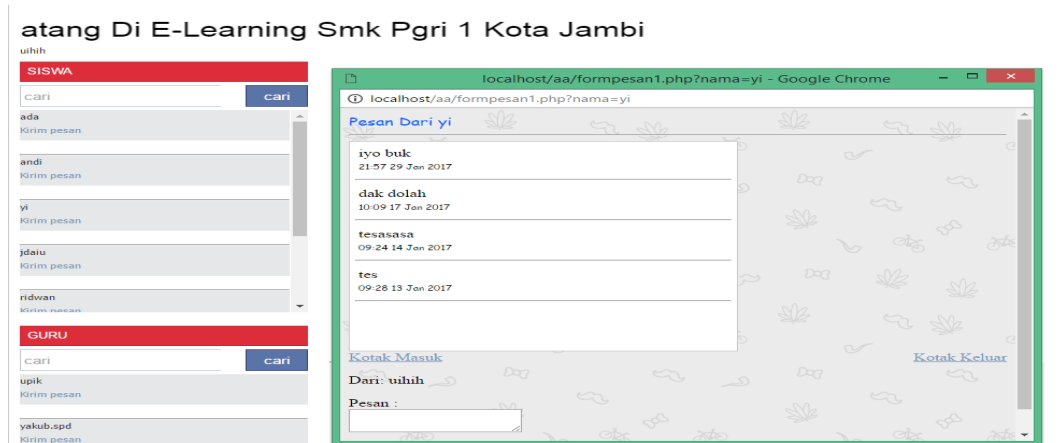 atang Di E-Learning Smk Pgri 1 Kota Jambi
uihih
SISWA
cari cari
ada
Kirim pesan
andi
Kirim pesan
yi
Kirim pesan
jdaiu
Kirim pesan
ridwan
Kirim pesan
GURU
cari cari
upik
Kirim pesan
yakub.spd
Kirim pesan
localhost/aa/formpesan1.php?nama=yi - Google Chrome
localhost/aa/formpesan1.php?nama=yi
Pesan Dari yi
iyo buk
21:57 29 Jan 2017
dak dolah
10:09 17 Jan 2017
tesasasa
09:24 14 Jan 2017
tes
09:28 13 Jan 2017
Kotak Masuk Kotak Keluar
Dari: uihih
Pesan :